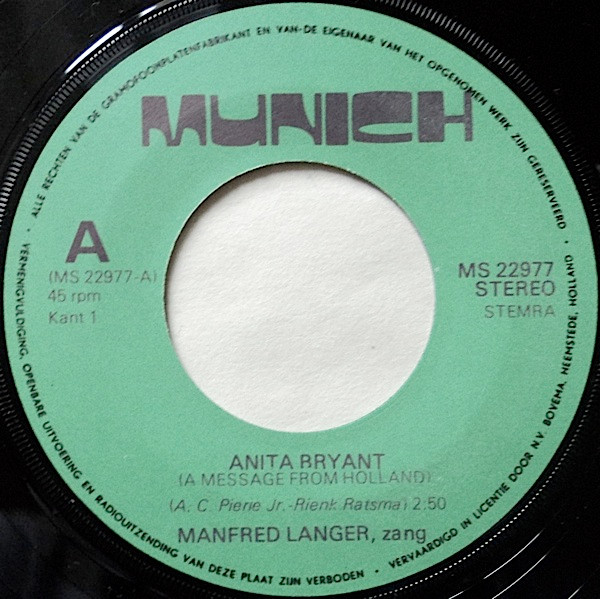 • ALLE RECHTEN VAN DE GRAMOFOONPLATENFABRIKANT EN VAN DE EIGENAAR VAN HET OPGENOMEN WERK ZIJN GERESERVEERD •
MUNICH
A
(MS 22977-A)
45 rpm
Kant 1
MS 22977
STEREO
STEMRA
ANITA BRYANT
(A MESSAGE FROM HOLLAND)
(A. C. Pierie Jr.-Rienk Ratsma) 2:50
MANFRED LANGER, zang
VERMENIGVULDIGING, OPENBARE UITVOERING EN RADIOUITZENDING VAN DEZE PLAAT ZIJN VERBODEN • VERVAARDIGD IN LICENTIE DOOR N.V. BOVEMA, HEEMSTEDE, HOLLAND •